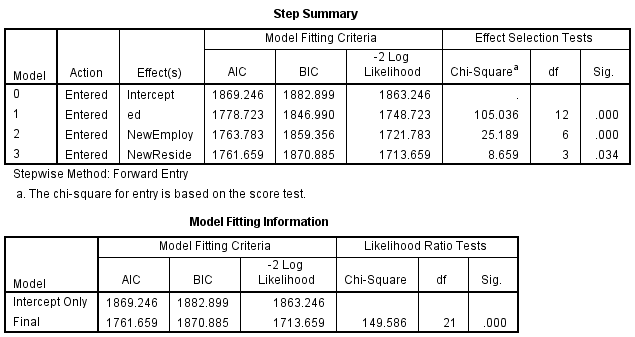 Step Summary
Model Fitting Criteria Effect Selection Tests
-2 Log
Model Action Effect(s) AIC BIC Likelihood Chi-Square a df Sig.
0 Entered Intercept 1869.246 1882.899 1863.246 .
1 Entered ed 1778.723 1846.990 1748.723 105.036 12 .000
2 Entered NewEmploy 1763.783 1859.356 1721.783 25.189 6 .000
3 Entered NewReside 1761.659 1870.885 1713.659 8.659 3 .034
Stepwise Method: Forward Entry
a. The chi-square for entry is based on the score test.
Model Fitting Information
Model Fitting Criteria Likelihood Ratio Tests
-2 Log
Model AIC BIC Likelihood Chi-Square df Sig.
Intercept Only 1869.246 1882.899 1863.246
Final 1761.659 1870.885 1713.659 149.586 21 .000